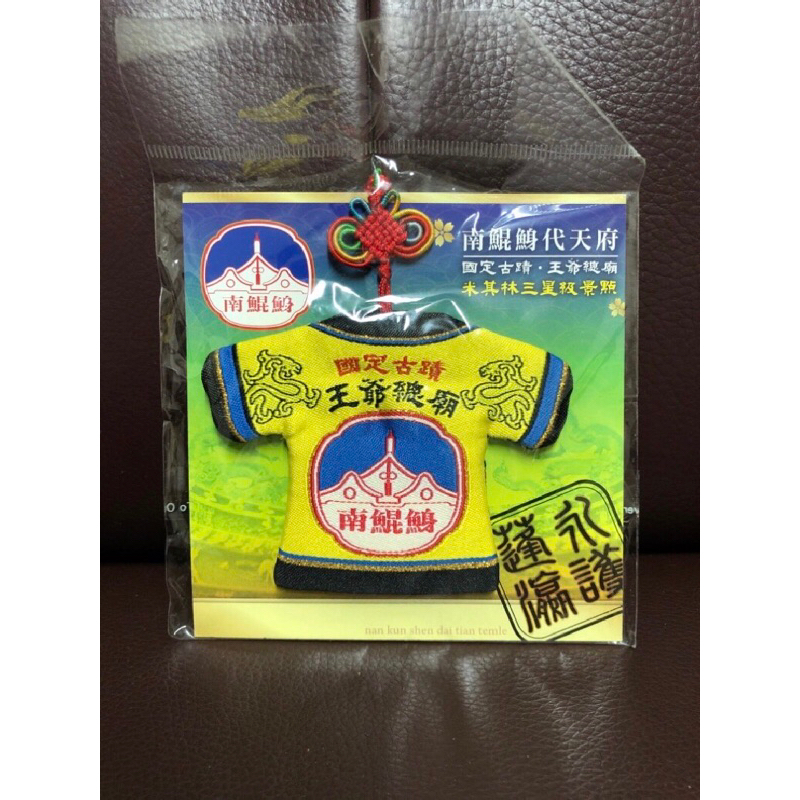 南鯤鯓代天府
國定古蹟・王爺總廟
米其林三星級景點
南鯤鯓
國定古蹟
王爺總廟
南鯤鯓
永護
蓬瀛
nan kun shen dai tian temle